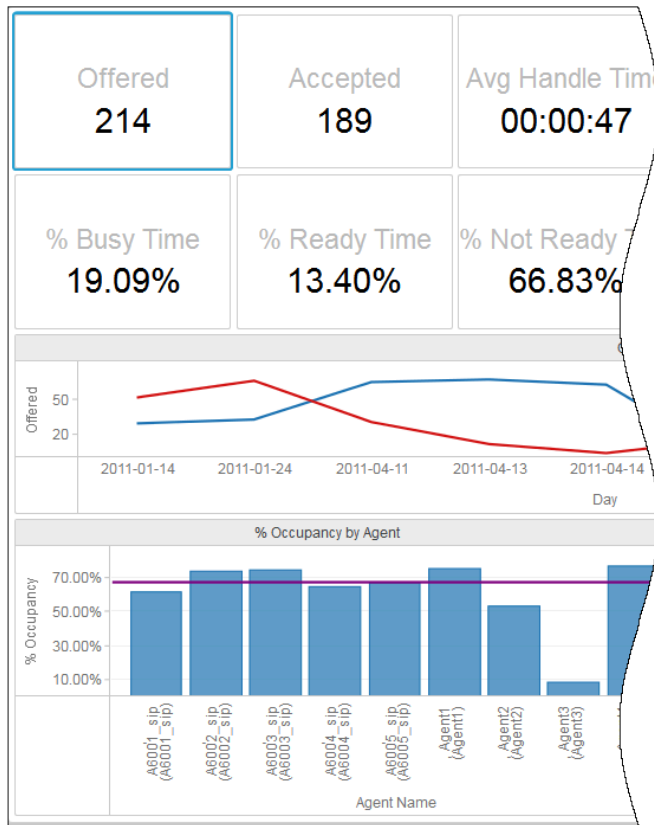 Offered Accepted Avg Handle Time
214 189 00:00:47
% Busy Time % Ready Time % Not Ready
19.09% 13.40% 66.83%
Offered
50
20
2011-01-14 2011-01-24 2011-04-11 2011-04-13 2011-04-14
Day
% Occupancy by Agent
% Occupancy
70.00%
50.00%
30.00%
10.00%
A6001_sip
(A6001_sip)
A6002_sip
(A6002_sip)
A6003_sip
(A6003_sip)
A6004_sip
(A6004_sip)
A6005_sip
(A6005_sip)
Agent1
(Agent1)
Agent2
(Agent2)
Agent3
(Agent3)
Agent Name